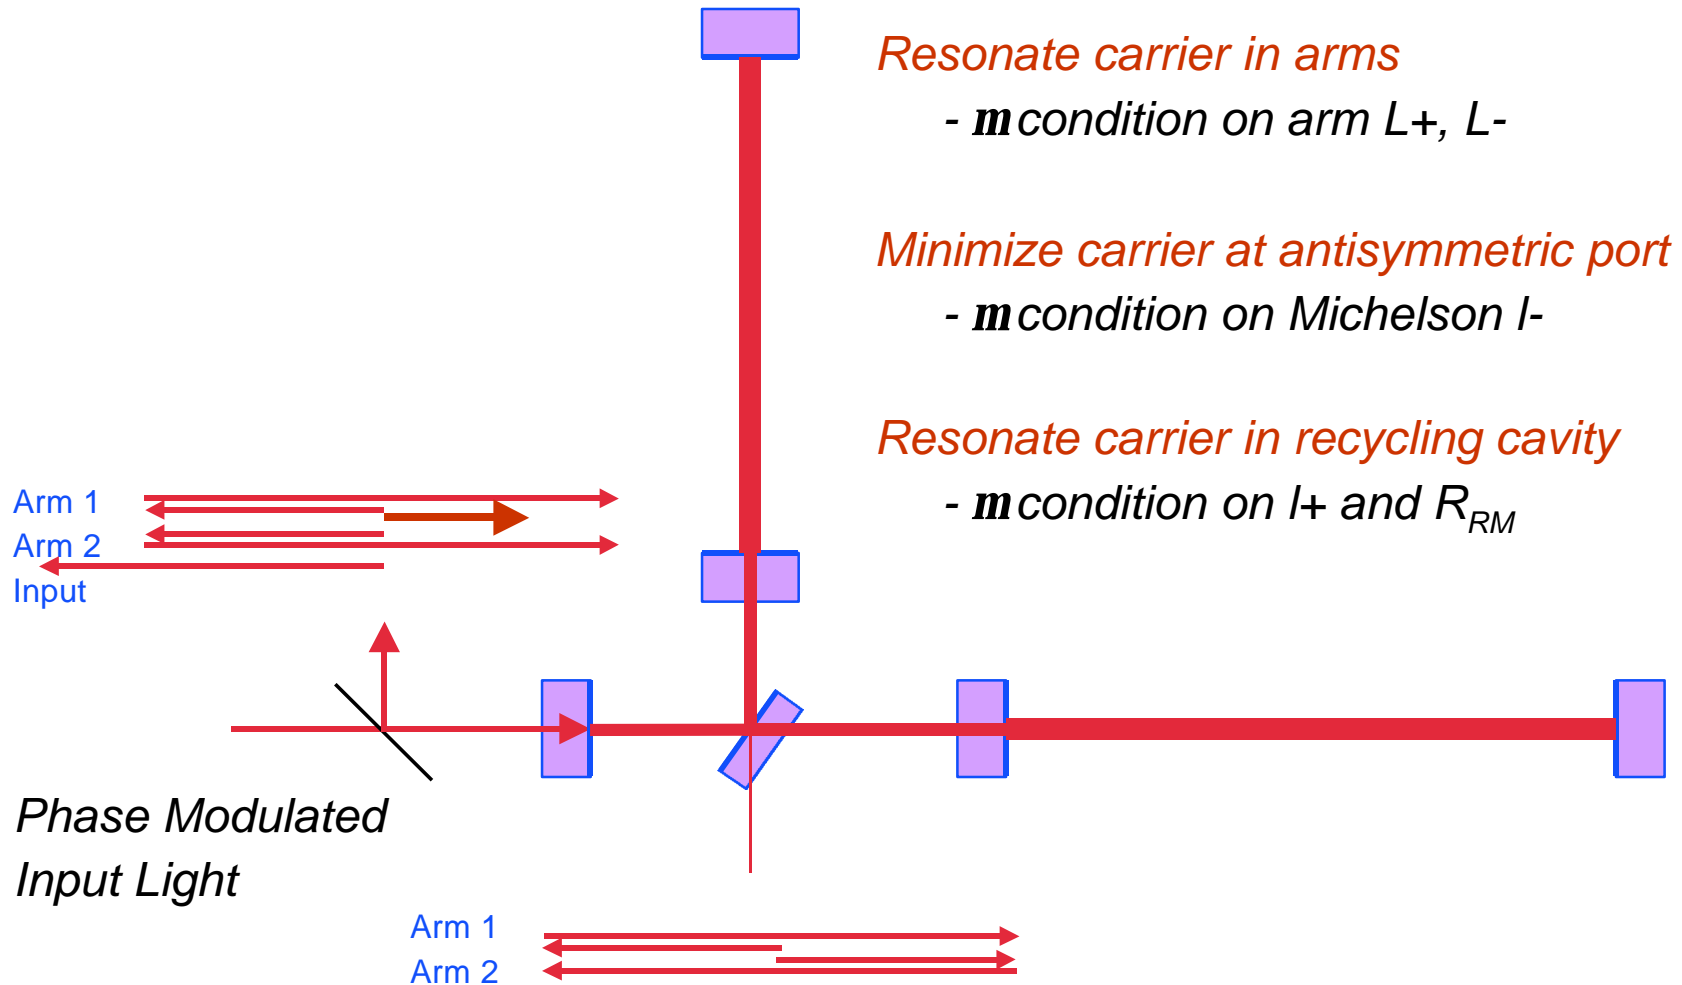 Resonate carrier in arms
- m condition on arm L+, L-
Minimize carrier at antisymmetric port
- m condition on Michelson l-
Resonate carrier in recycling cavity
- m condition on l+ and R_RM
Arm 1
Arm 2
Input
Phase Modulated
Input Light
Arm 1
Arm 2